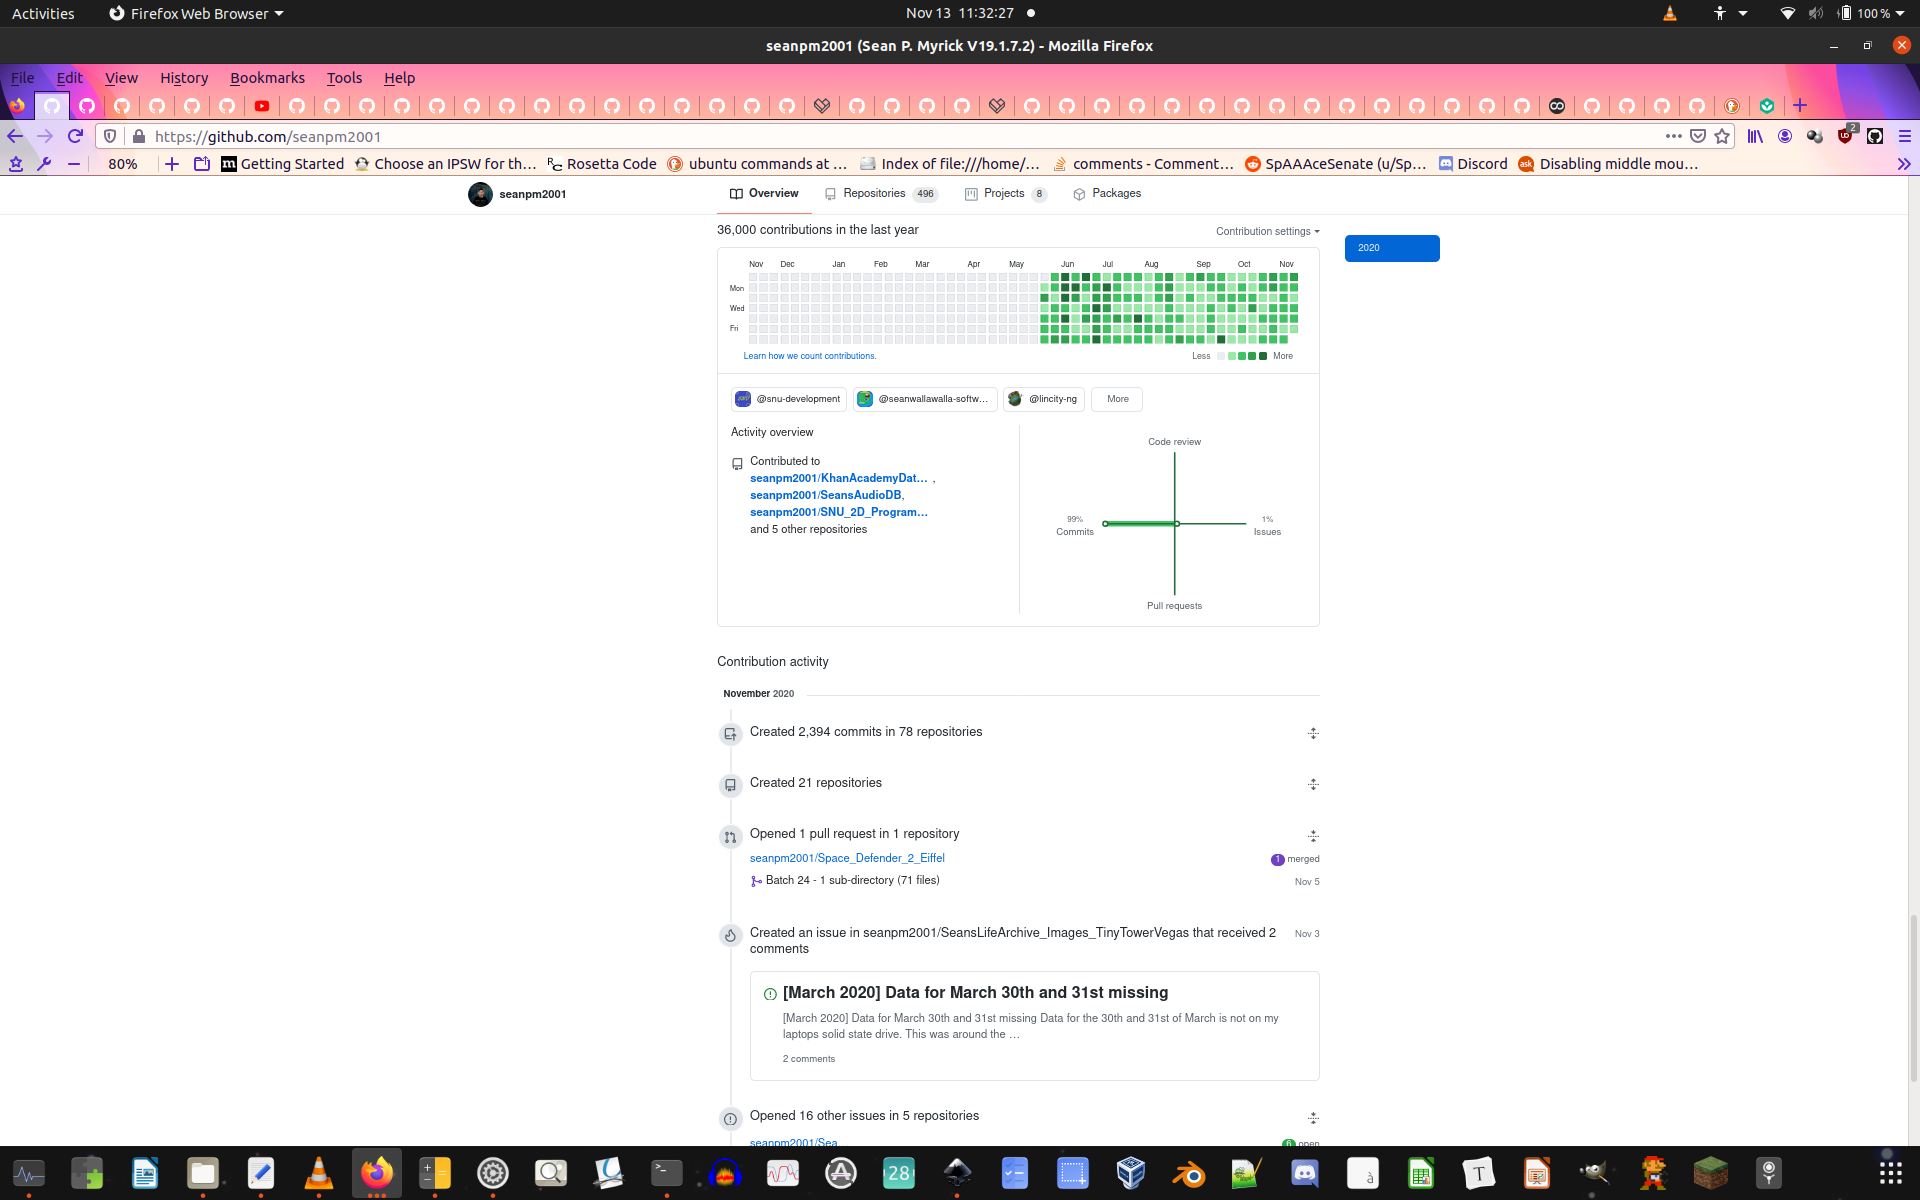 Activities Firefox Web Browser Nov 13 11:32:27 100 %
seanpm2001 (Sean P. Myrick V19.1.7.2) - Mozilla Firefox
File Edit View History Bookmarks Tools Help
https://github.com/seanpm2001 2
80% Getting Started Choose an IPSW for th… Rosetta Code ubuntu commands at … Index of file:///home/… comments - Comment… SpAAAceSenate (u/Sp… Discord Disabling middle mou…
seanpm2001 Overview Repositories 496 Projects 8 Packages
36,000 contributions in the last year Contribution settings
2020
Nov Dec Jan Feb Mar Apr May Jun Jul Aug Sep Oct Nov
Mon
Wed
Fri
Learn how we count contributions. Less More
@snu-development @seanwallawalla-softw… @lincity-ng More
Activity overview
Code review
Contributed to
seanpm2001/KhanAcademyDat… ,
seanpm2001/SeansAudioDB,
seanpm2001/SNU_2D_Program…
and 5 other repositories
99% 1%
Commits Issues
Pull requests
Contribution activity
November 2020
Created 2,394 commits in 78 repositories
Created 21 repositories
Opened 1 pull request in 1 repository
seanpm2001/Space_Defender_2_Eiffel 1 merged
Batch 24 - 1 sub-directory (71 files) Nov 5
Created an issue in seanpm2001/SeansLifeArchive_Images_TinyTowerVegas that received 2 Nov 3
comments
[March 2020] Data for March 30th and 31st missing
[March 2020] Data for March 30th and 31st missing Data for the 30th and 31st of March is not on my
laptops solid state drive. This was around the …
2 comments
Opened 16 other issues in 5 repositories
seanpm2001/Sea… open
28